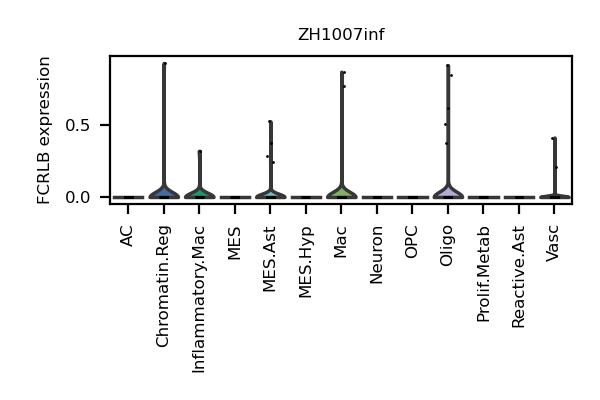 ZH1007inf
FCRLB expression
0.5
0.0
AC
Chromatin.Reg
Inflammatory.Mac
MES
MES.Ast
MES.Hyp
Mac
Neuron
OPC
Oligo
Prolif.Metab
Reactive.Ast
Vasc